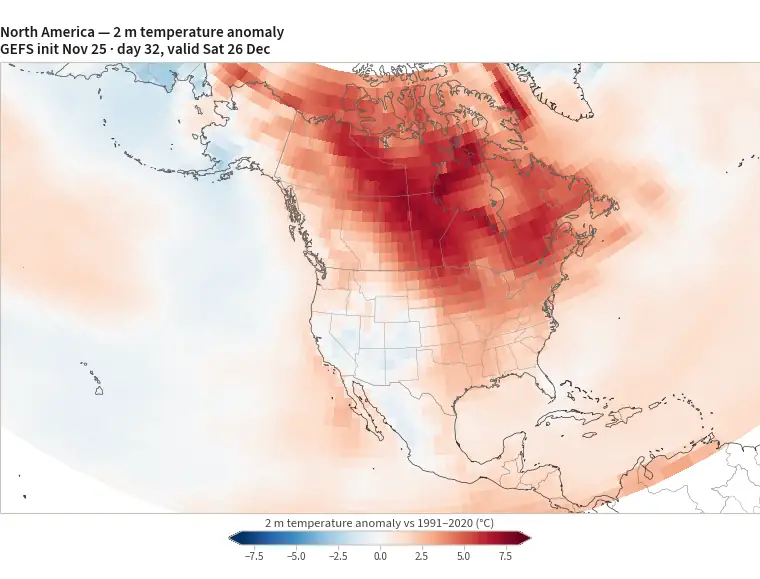 North America — 2 m temperature anomaly
GEFS init Nov 25 · day 32, valid Sat 26 Dec
2 m temperature anomaly vs 1991–2020 (°C)
−7.5 −5.0 −2.5 0.0 2.5 5.0 7.5